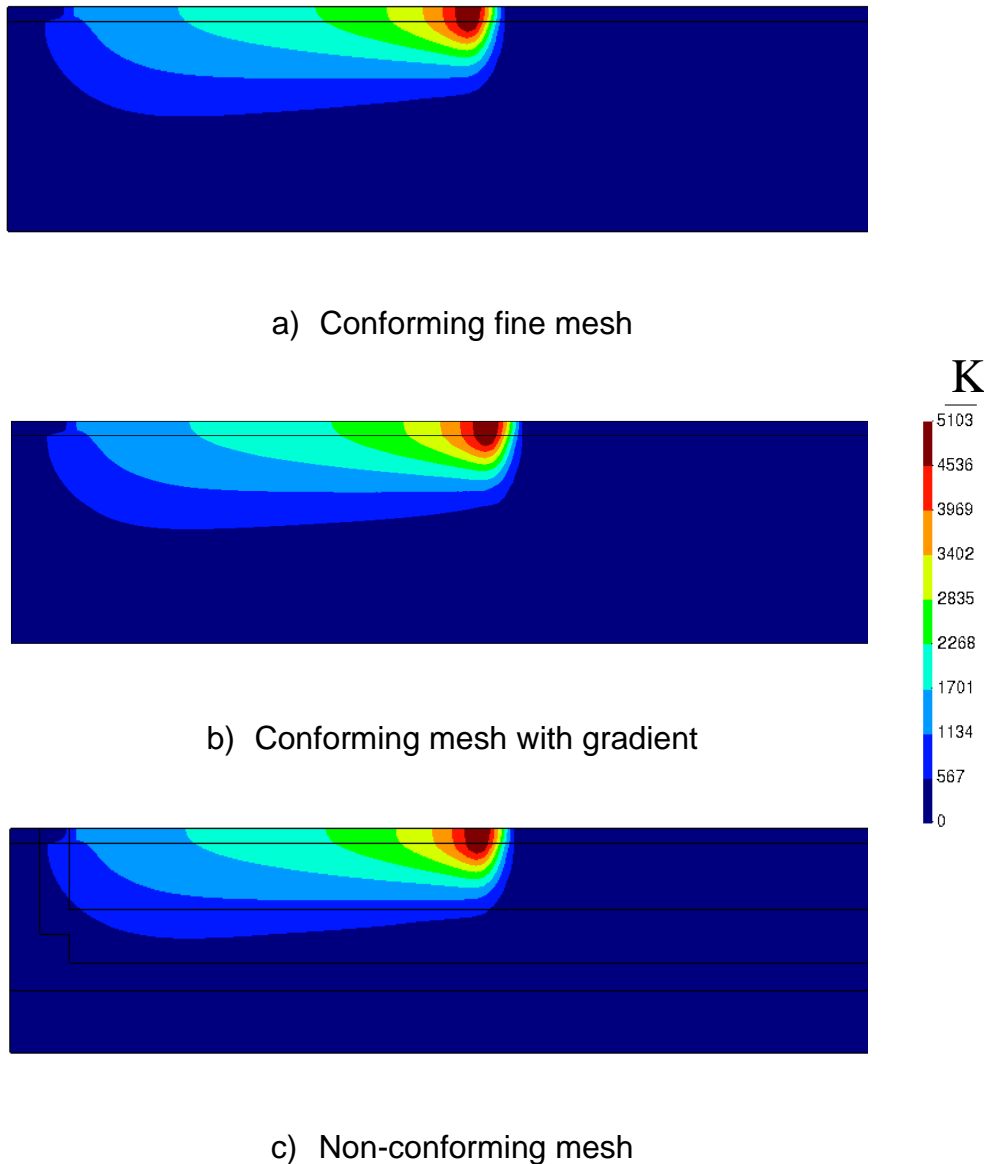 a) Conforming fine mesh
K
5103
4536
3969
3402
2835
2268
1701
1134
567
0
b) Conforming mesh with gradient
c) Non-conforming mesh